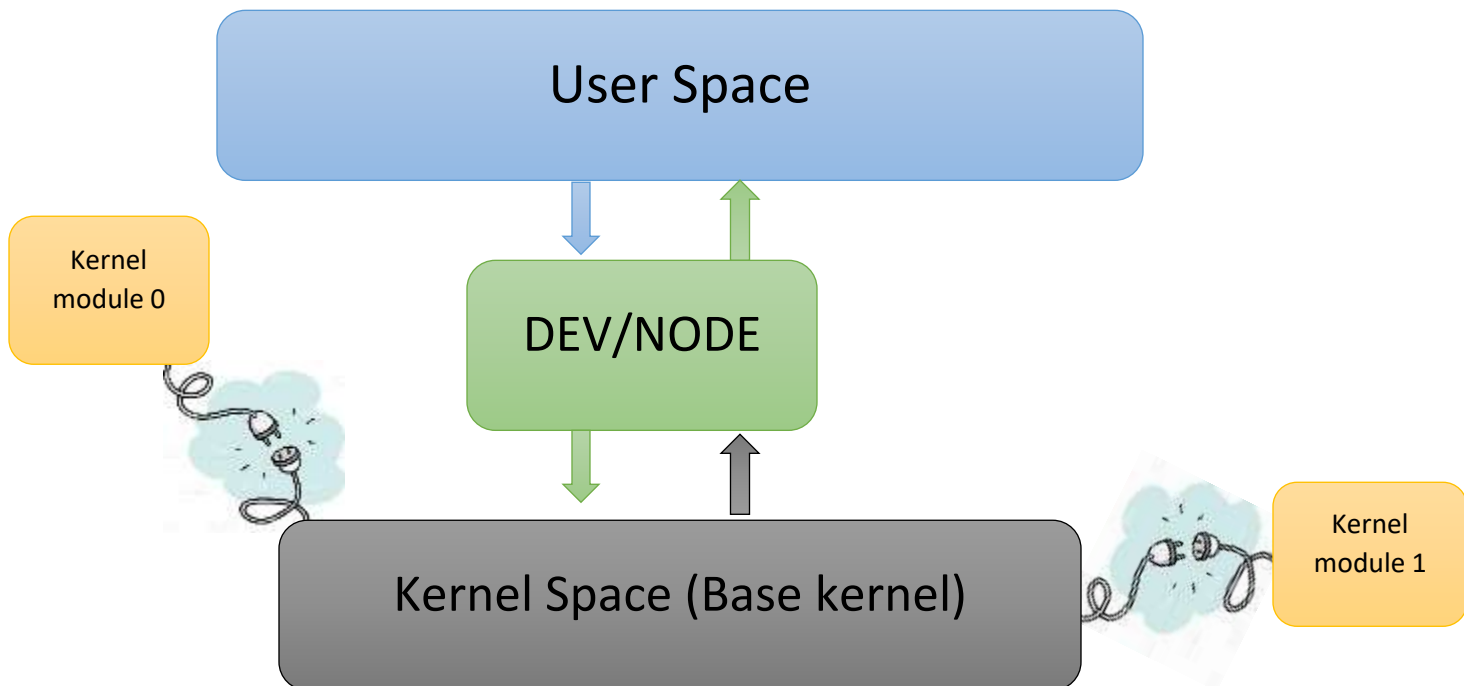 User Space
Kernel
module 0
DEV/NODE
Kernel
module 1
Kernel Space (Base kernel)